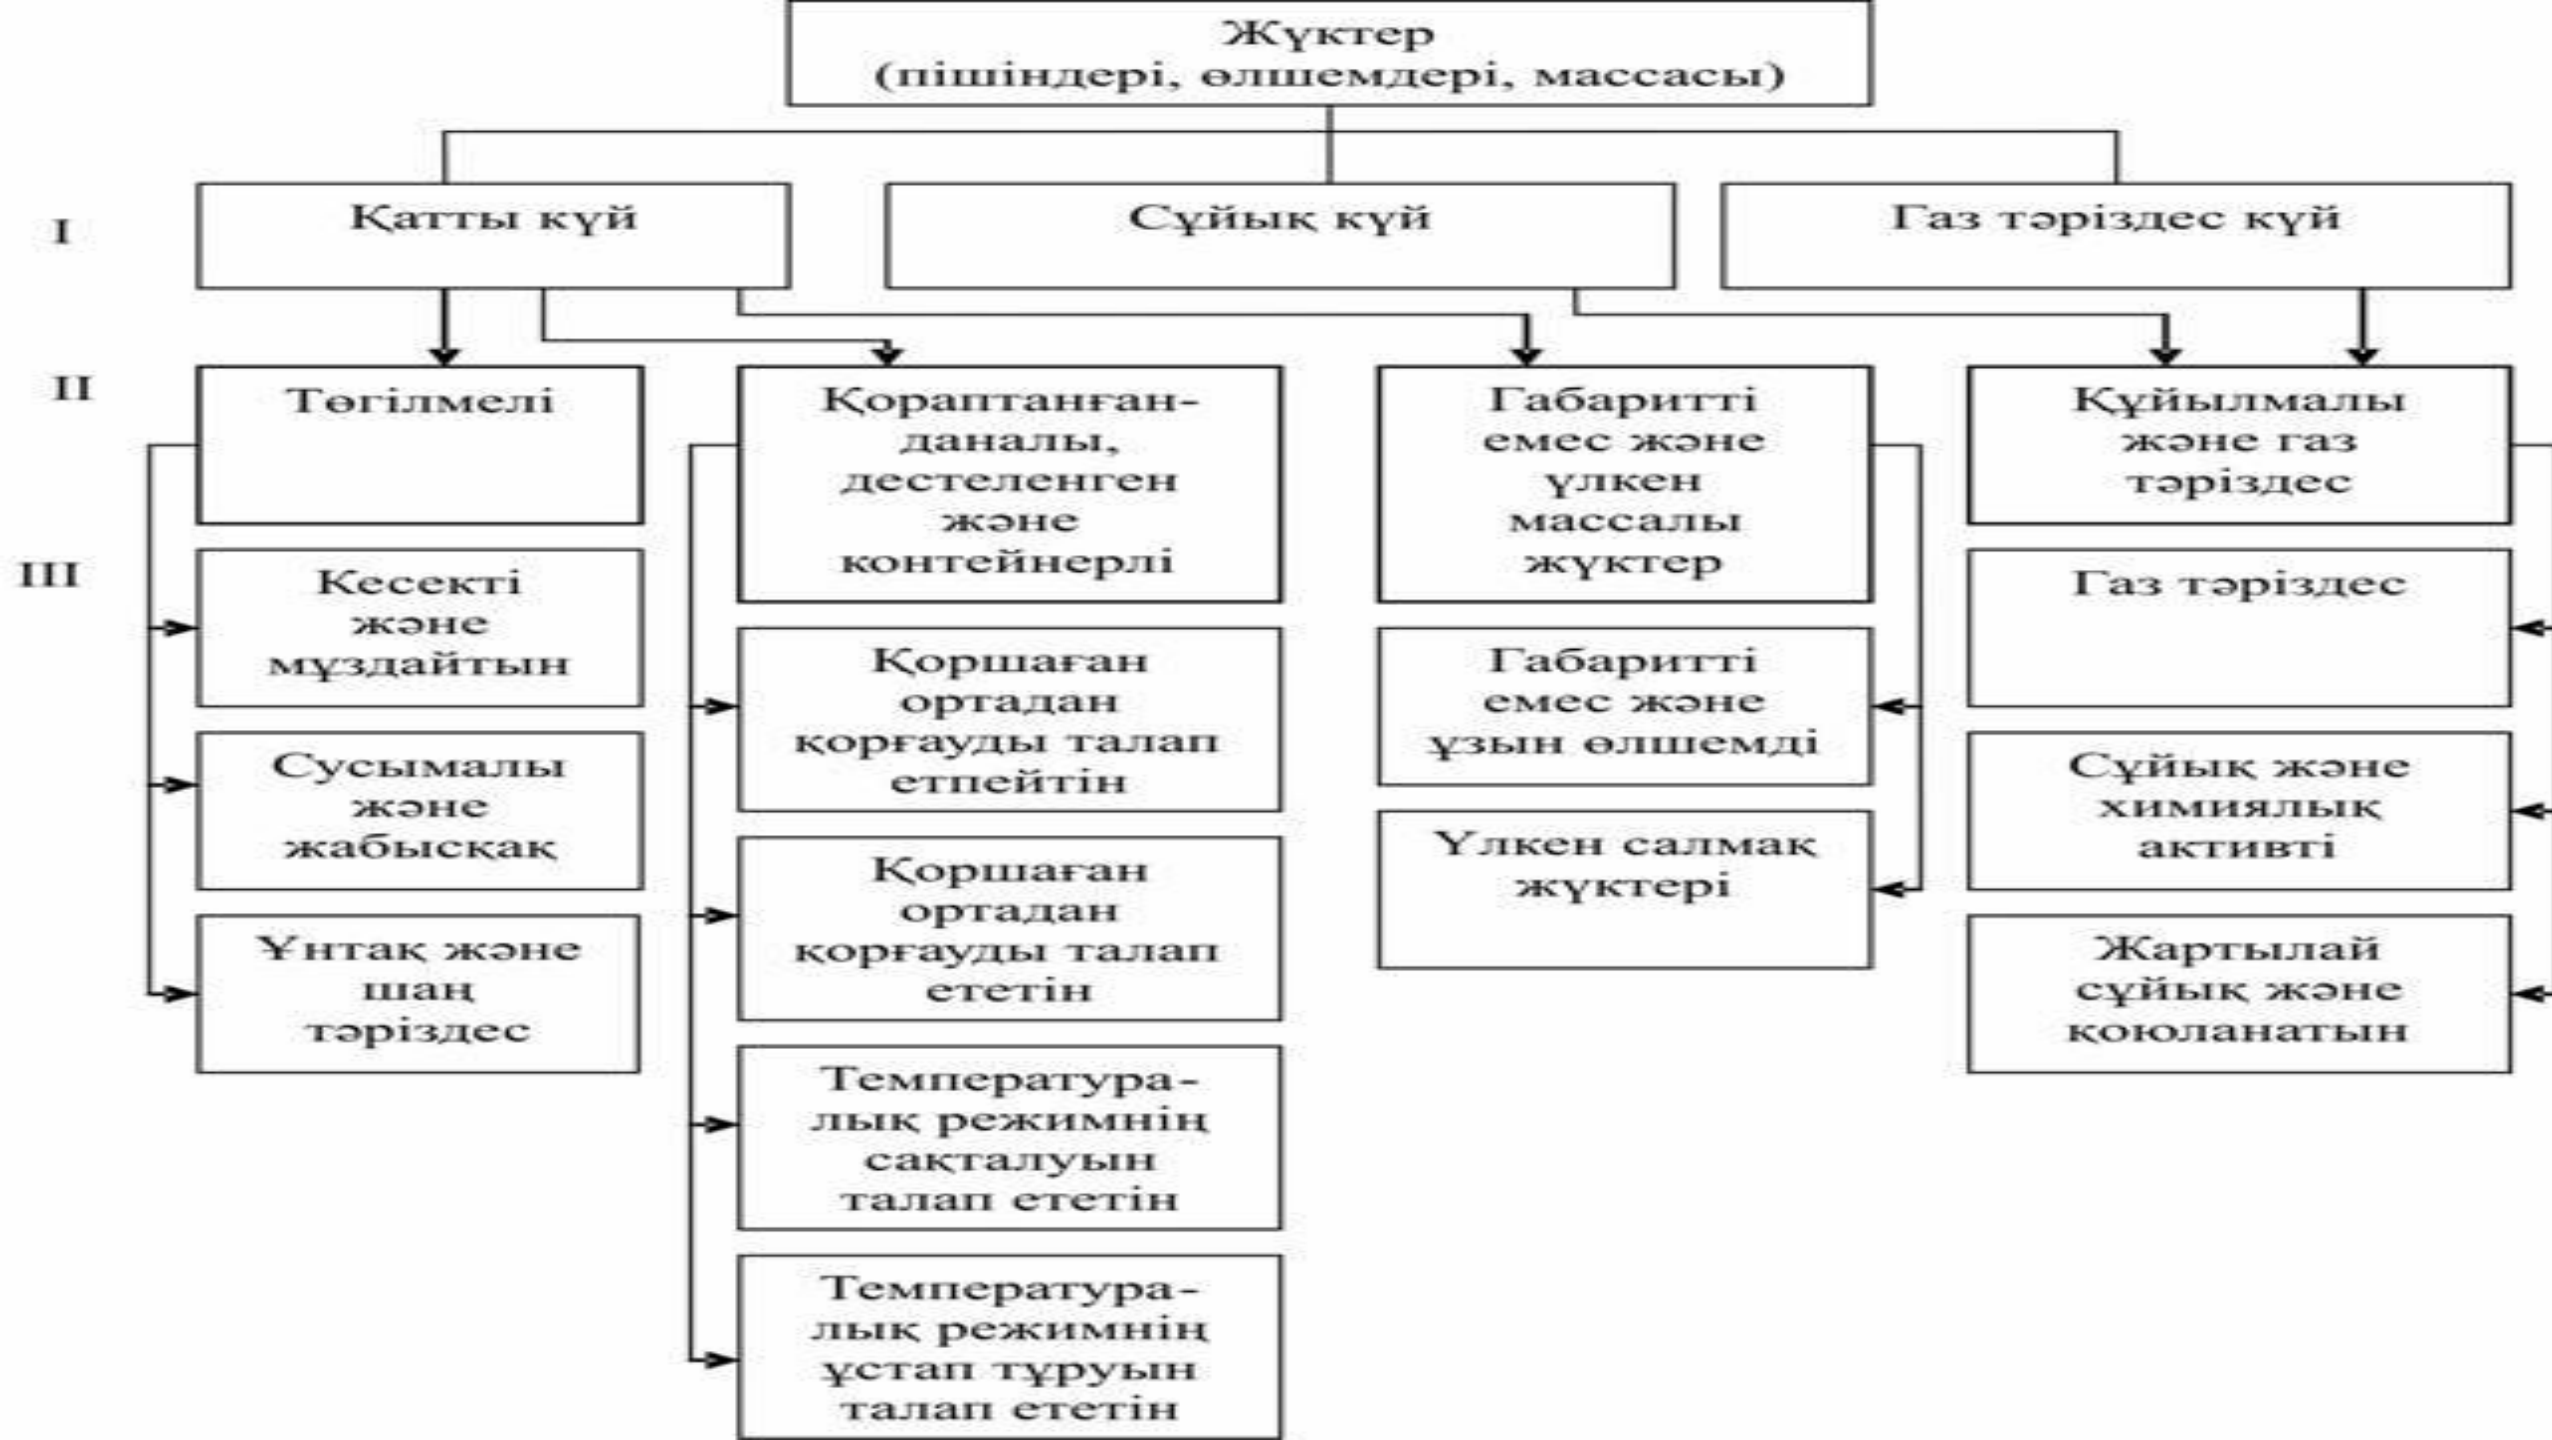 Жүктер
(пішіндері, өлшемдері, массасы)
I
Қатты күй
Сұйық күй
Газ тәріздес күй
II
Төгілмелі
Қораптанған-
даналы,
дестеленген
және
контейнерлі
Габаритті
емес және
үлкен
массалы
жүктер
Құйылмалы
және газ
тәріздес
III
Кесекті
және
мұздайтын
Сусымалы
және
жабысқақ
Ұнтақ және
шаң
тәріздес
Қоршаған
ортадан
қорғауды талап
етпейтін
Қоршаған
ортадан
қорғауды талап
ететін
Температура-
лық режимнің
сақталуын
талап ететін
Температура-
лық режимнің
ұстап тұруын
талап ететін
Габаритті
емес және
ұзын өлшемді
Үлкен салмақ
жүктері
Газ тәріздес
Сұйық және
химиялық
активті
Жартылай
сұйық және
қоюланатын